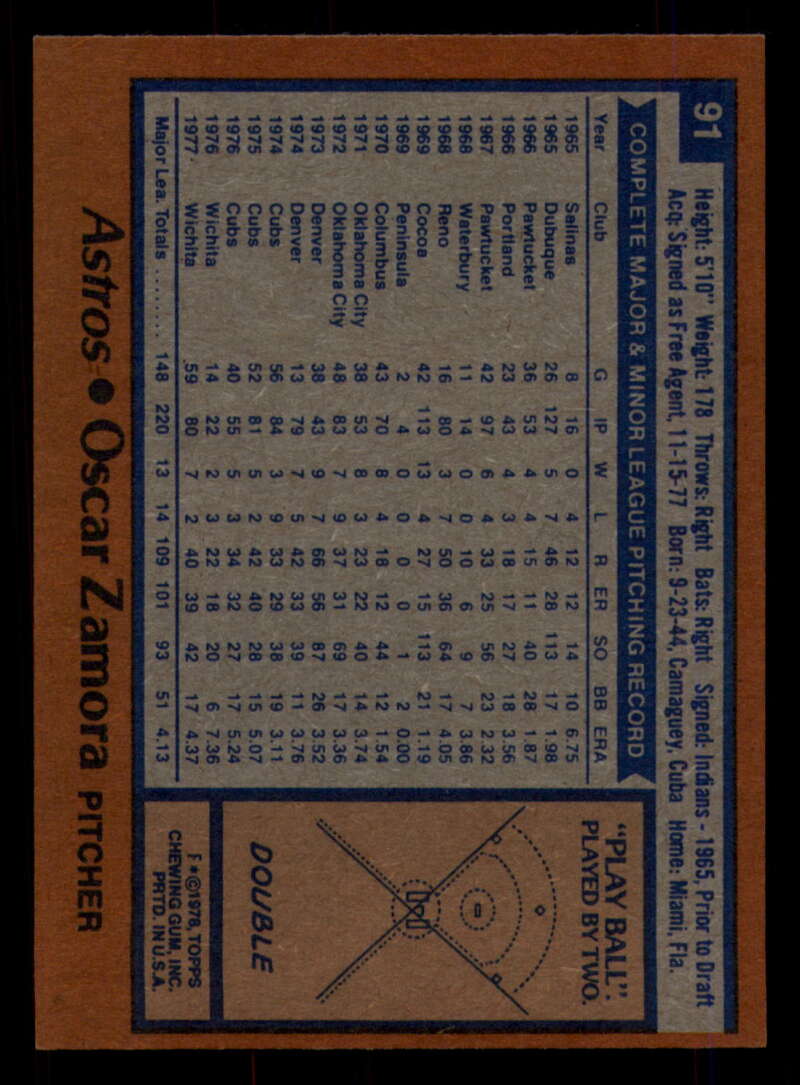 91
Height: 5'10" Weight: 178 Throws: Right Bats: Right Signed: Indians - 1965, Prior to Draft
Acq: Signed as Free Agent, 11-15-77 Born: 9-23-44, Camaguey, Cuba Home: Miami, Fla.
COMPLETE MAJOR & MINOR LEAGUE PITCHING RECORD
Year Club G IP W L R ER SO BB ERA
1965 Salinas 8 16 0 4 12 12 14 10 6.75
1965 Dubuque 26 127 5 7 46 28 113 17 1.98
1966 Pawtucket 36 53 4 4 15 11 40 28 1.87
1966 Portland 23 43 4 3 18 17 27 18 3.56
1967 Pawtucket 42 97 6 4 33 25 56 23 2.32
1968 Waterbury 11 14 0 0 10 6 9 7 3.86
1968 Reno 16 80 3 7 50 36 64 17 4.05
1969 Cocoa 42 113 13 4 27 15 113 21 1.19
1969 Peninsula 2 4 0 0 0 0 1 2 0.00
1970 Columbus 43 70 8 4 18 12 44 12 1.54
1971 Oklahoma City 38 53 8 3 23 22 40 14 3.74
1972 Oklahoma City 48 83 7 9 37 31 69 17 3.36
1973 Denver 38 43 9 7 66 56 87 26 3.52
1974 Denver 13 79 7 5 42 33 39 11 3.76
1974 Cubs 56 84 3 9 33 29 38 19 3.11
1975 Cubs 52 81 5 2 42 40 28 15 5.07
1976 Cubs 40 55 5 3 34 32 27 17 5.24
1976 Wichita 14 22 2 3 22 18 20 6 7.36
1977 Wichita 59 80 7 2 40 39 42 17 4.37
Major Lea. Totals ........ 148 220 13 14 109 101 93 51 4.13
"PLAY BALL".
PLAYED BY TWO.
DOUBLE
F*©1978, TOPPS
CHEWING GUM, INC.
PRTD. IN U.S.A.
Astros • Oscar Zamora PITCHER